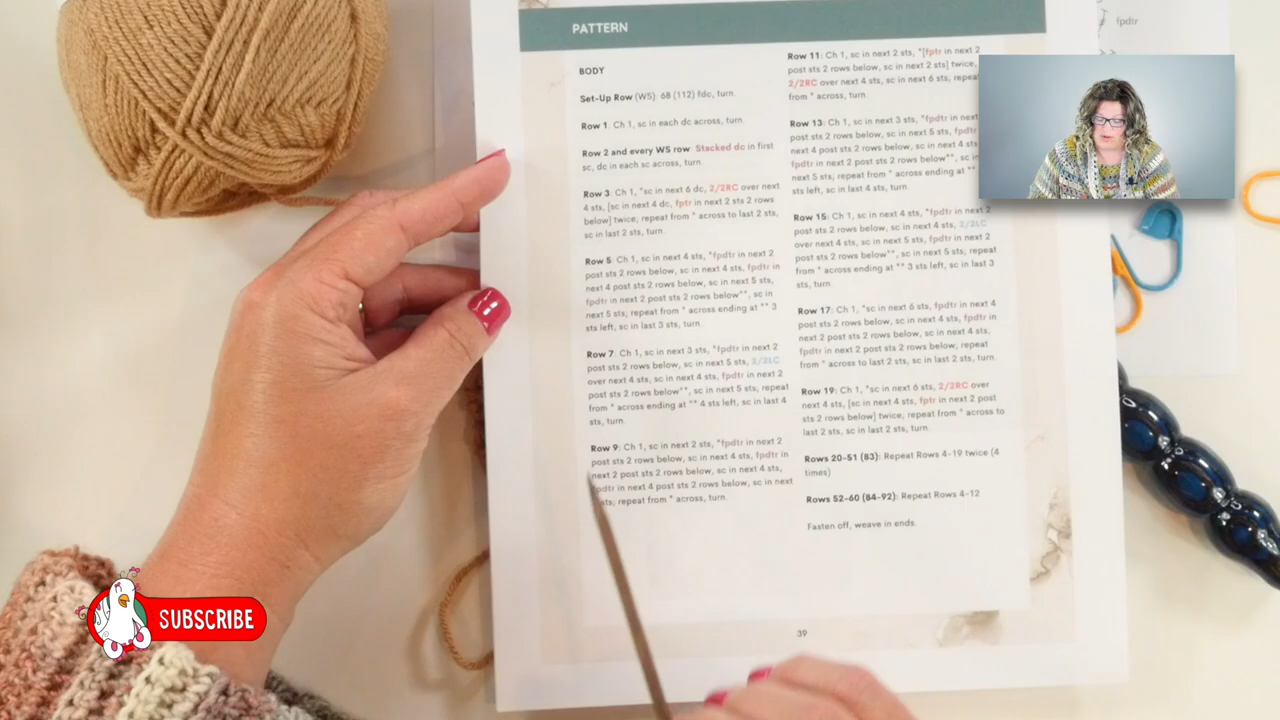 PATTERN
BODY
Set-Up Row (WS): 68 (112) fdc, turn.
Row 1: Ch 1, sc in each dc across, turn.
Row 2 and every WS row: Stacked dc in first
sc, dc in each sc across, turn.
Row 3: Ch 1, *sc in next 6 dc, 2/2RC over next
4 sts, [sc in next 4 dc, fptr in next 2 sts 2 rows
below] twice; repeat from * across to last 2 sts,
sc in last 2 sts, turn.
Row 5: Ch 1, sc in next 4 sts, *fpdtr in next 2
post sts 2 rows below, sc in next 4 sts, fpdtr in
next 4 post sts 2 rows below, sc in next 5 sts,
fpdtr in next 2 post sts 2 rows below**, sc in
next 5 sts; repeat from * across ending at ** 3
sts left, sc in last 3 sts, turn.
Row 7: Ch 1, sc in next 3 sts, *fpdtr in next 2
post sts 2 rows below, sc in next 5 sts, 2/2LC
over next 4 sts, sc in next 4 sts, fpdtr in next 2
post sts 2 rows below**, sc in next 5 sts, repeat
from * across ending at ** 4 sts left, sc in last 4
sts, turn.
Row 9: Ch 1, sc in next 2 sts, *fpdtr in next 2
post sts 2 rows below, sc in next 4 sts, fpdtr in
next 2 post sts 2 rows below, sc in next 4 sts,
fpdtr in next 4 post sts 2 rows below, sc in next
sts, repeat from * across, turn.
Row 11: Ch 1, sc in next 2 sts, *[fptr in next 2
post sts 2 rows below, sc in next 2 sts] twice,
2/2RC over next 4 sts, sc in next 6 sts, repeat
from * across, turn.
Row 13: Ch 1, sc in next 3 sts, *fpdtr in next
post sts 2 rows below, sc in next 5 sts, fpdtr
next 4 post sts 2 rows below, sc in next 4 sts
fpdtr in next 2 post sts 2 rows below**, sc in
next 5 sts; repeat from * across ending at **
sts left, sc in last 4 sts, turn.
Row 15: Ch 1, sc in next 4 sts, *fpdtr in next 2
post sts 2 rows below, sc in next 4 sts, 2/2LC
over next 4 sts, sc in next 5 sts, fpdtr in next 2
post sts 2 rows below**, sc in next 5 sts, repeat
from * across ending at ** 3 sts left, sc in last 3
sts, turn.
Row 17: Ch 1, *sc in next 6 sts, fpdtr in next 4
post sts 2 rows below, sc in next 4 sts, fpdtr in
next 2 post sts 2 rows below, sc in next 4 sts,
fpdtr in next 2 post sts 2 rows below, repeat
from * across to last 2 sts, sc in last 2 sts, turn.
Row 19: Ch 1, *sc in next 6 sts, 2/2RC over
next 4 sts, [sc in next 4 sts, fptr in next 2 post
sts 2 rows below] twice; repeat from * across to
last 2 sts, sc in last 2 sts, turn.
Rows 20-51 (83): Repeat Rows 4-19 twice (4
times)
Rows 52-60 (84-92): Repeat Rows 4-12
Fasten off, weave in ends.
39
fpdtr
SUBSCRIBE